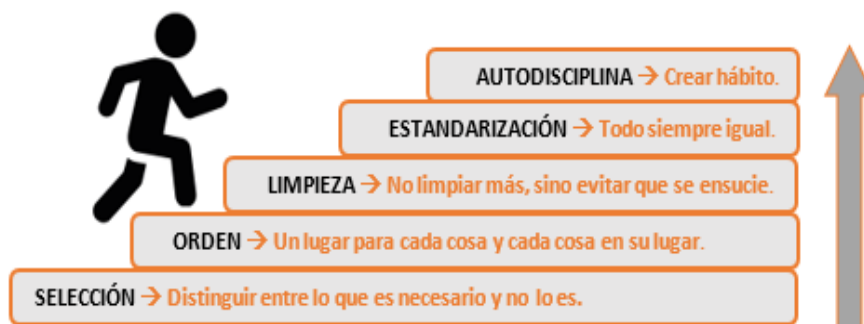 AUTODISCIPLINA → Crear hábito.
ESTANDARIZACIÓN → Todo siempre igual.
LIMPIEZA → No limpiar más, sino evitar que se ensucie.
ORDEN → Un lugar para cada cosa y cada cosa en su lugar.
SELECCIÓN → Distinguir entre lo que es necesario y no lo es.